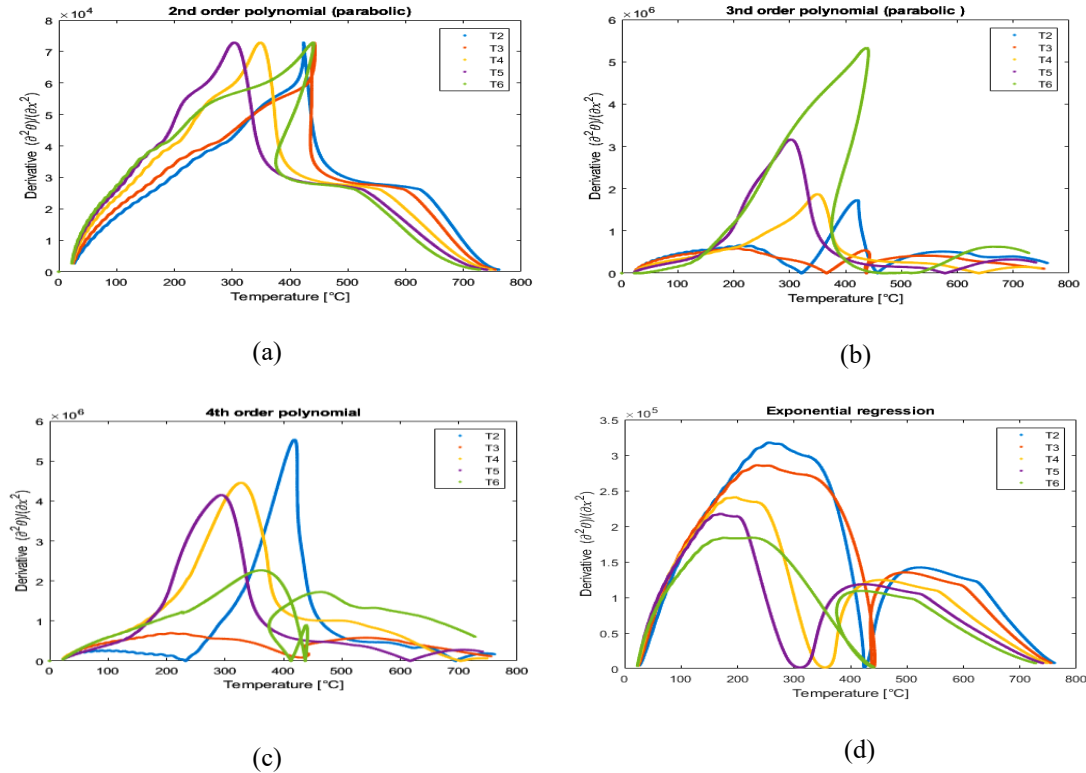 2nd order polynomial (parabolic)
× 10⁴
8
7
6
5
4
3
2
1
0
Derivative (∂²θ)/(∂x²)
0 100 200 300 400 500 600 700 800
Temperature [°C]
T2
T3
T4
T5
T6
(a)
3nd order polynomial (parabolic )
× 10⁶
6
5
4
3
2
1
0
Derivative (∂²θ)/(∂x²)
0 100 200 300 400 500 600 700 800
Temperature [°C]
T2
T3
T4
T5
T6
(b)
4th order polynomial
× 10⁶
6
5
4
3
2
1
0
Derivative (∂²θ)/(∂x²)
0 100 200 300 400 500 600 700 800
Temperature [°C]
T2
T3
T4
T5
T6
(c)
Exponential regression
× 10⁵
3.5
3
2.5
2
1.5
1
0.5
0
Derivative (∂²θ)/(∂x²)
0 100 200 300 400 500 600 700 800
Temperature [°C]
T2
T3
T4
T5
T6
(d)